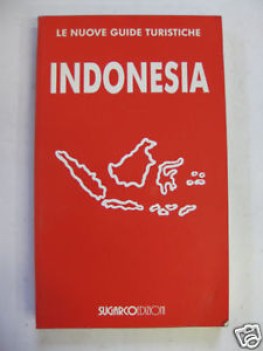 LE NUOVE GUIDE TURISTICHE
INDONESIA
SUGARCOEDIZIONI